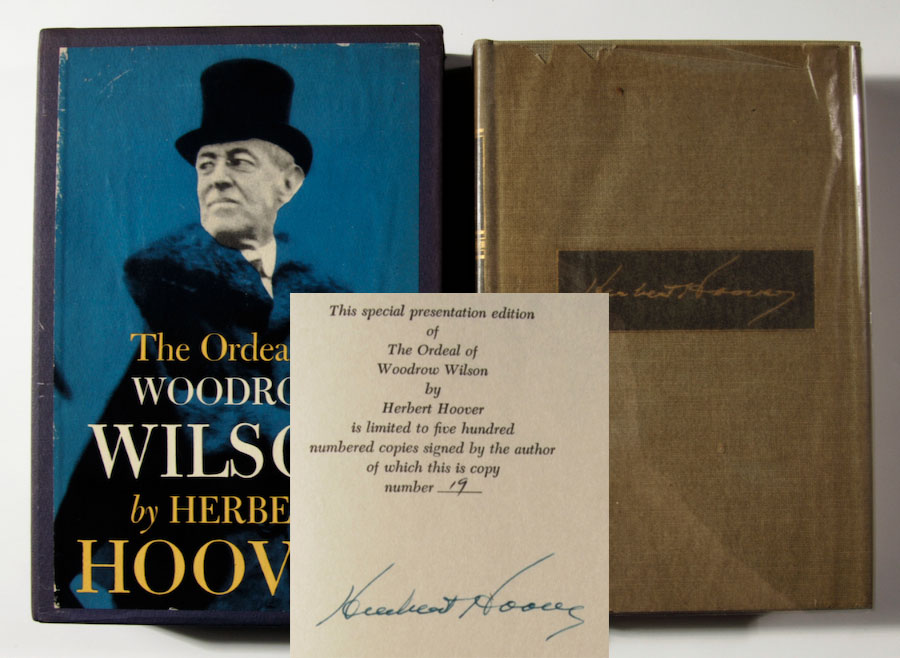 The Ordea
WOODRO
WILSO
by HERBE
HOOV
This special presentation edition
of
The Ordeal of
Woodrow Wilson
by
Herbert Hoover
is limited to five hundred
numbered copies signed by the author
of which this is copy
number 19
Herbert Hoover
Herbert Hoover